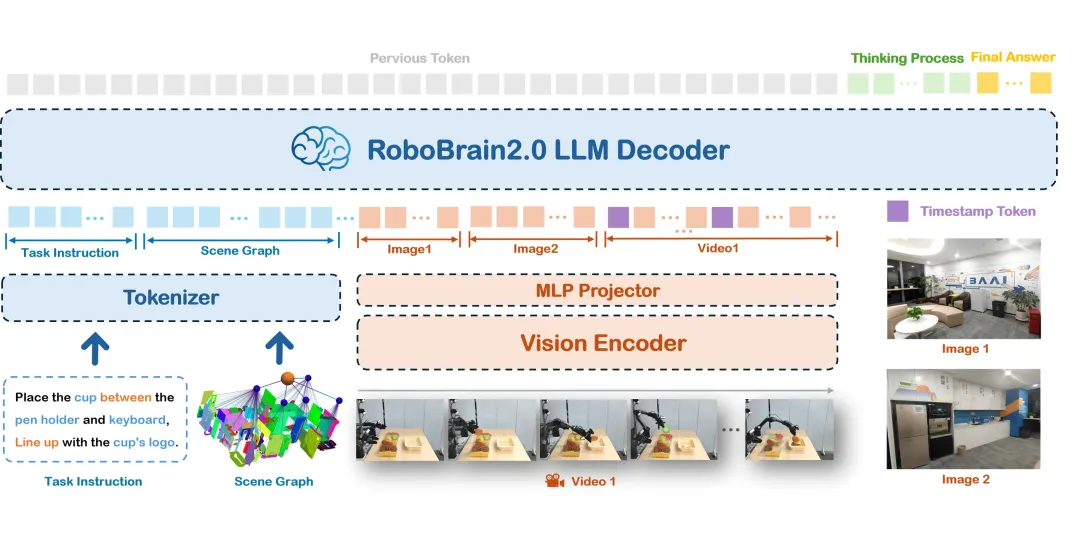 Pervious Token
Thinking Process
Final Answer
RoboBrain2.0 LLM Decoder
Task Instruction
Scene Graph
Image1
Image2
Video1
Timestamp Token
Tokenizer
MLP Projector
Vision Encoder
BAAI
Image 1
Place the cup between the
pen holder and keyboard,
Line up with the cup's logo.
Task Instruction
Scene Graph
Video 1
Image 2